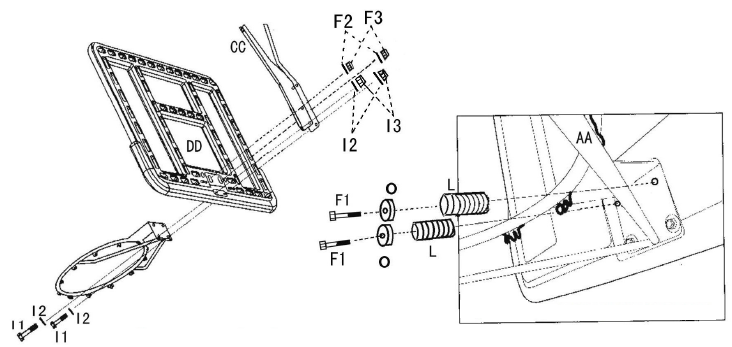 F2 F3
CC
I2 I3
DD
AA
F1 O L
F1 O L
I2
I2
I1
I1